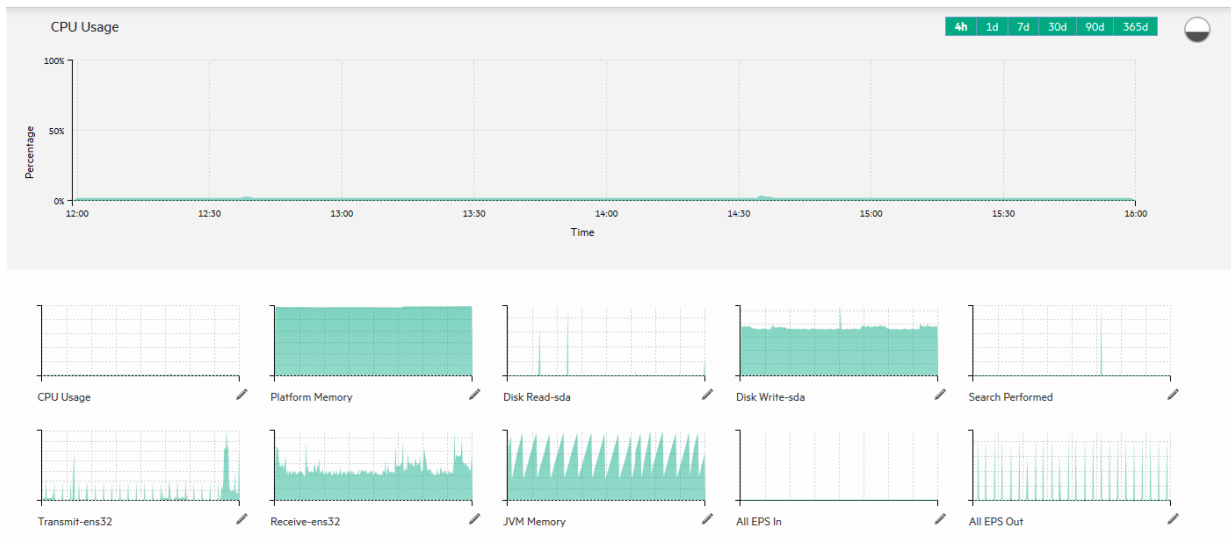 CPU Usage
4h 1d 7d 30d 90d 365d
100%
50%
0%
Percentage
12:00 12:30 13:00 13:30 14:00 14:30 15:00 15:30 16:00
Time
CPU Usage Platform Memory Disk Read-sda Disk Write-sda Search Performed
Transmit-ens32 Receive-ens32 JVM Memory All EPS In All EPS Out